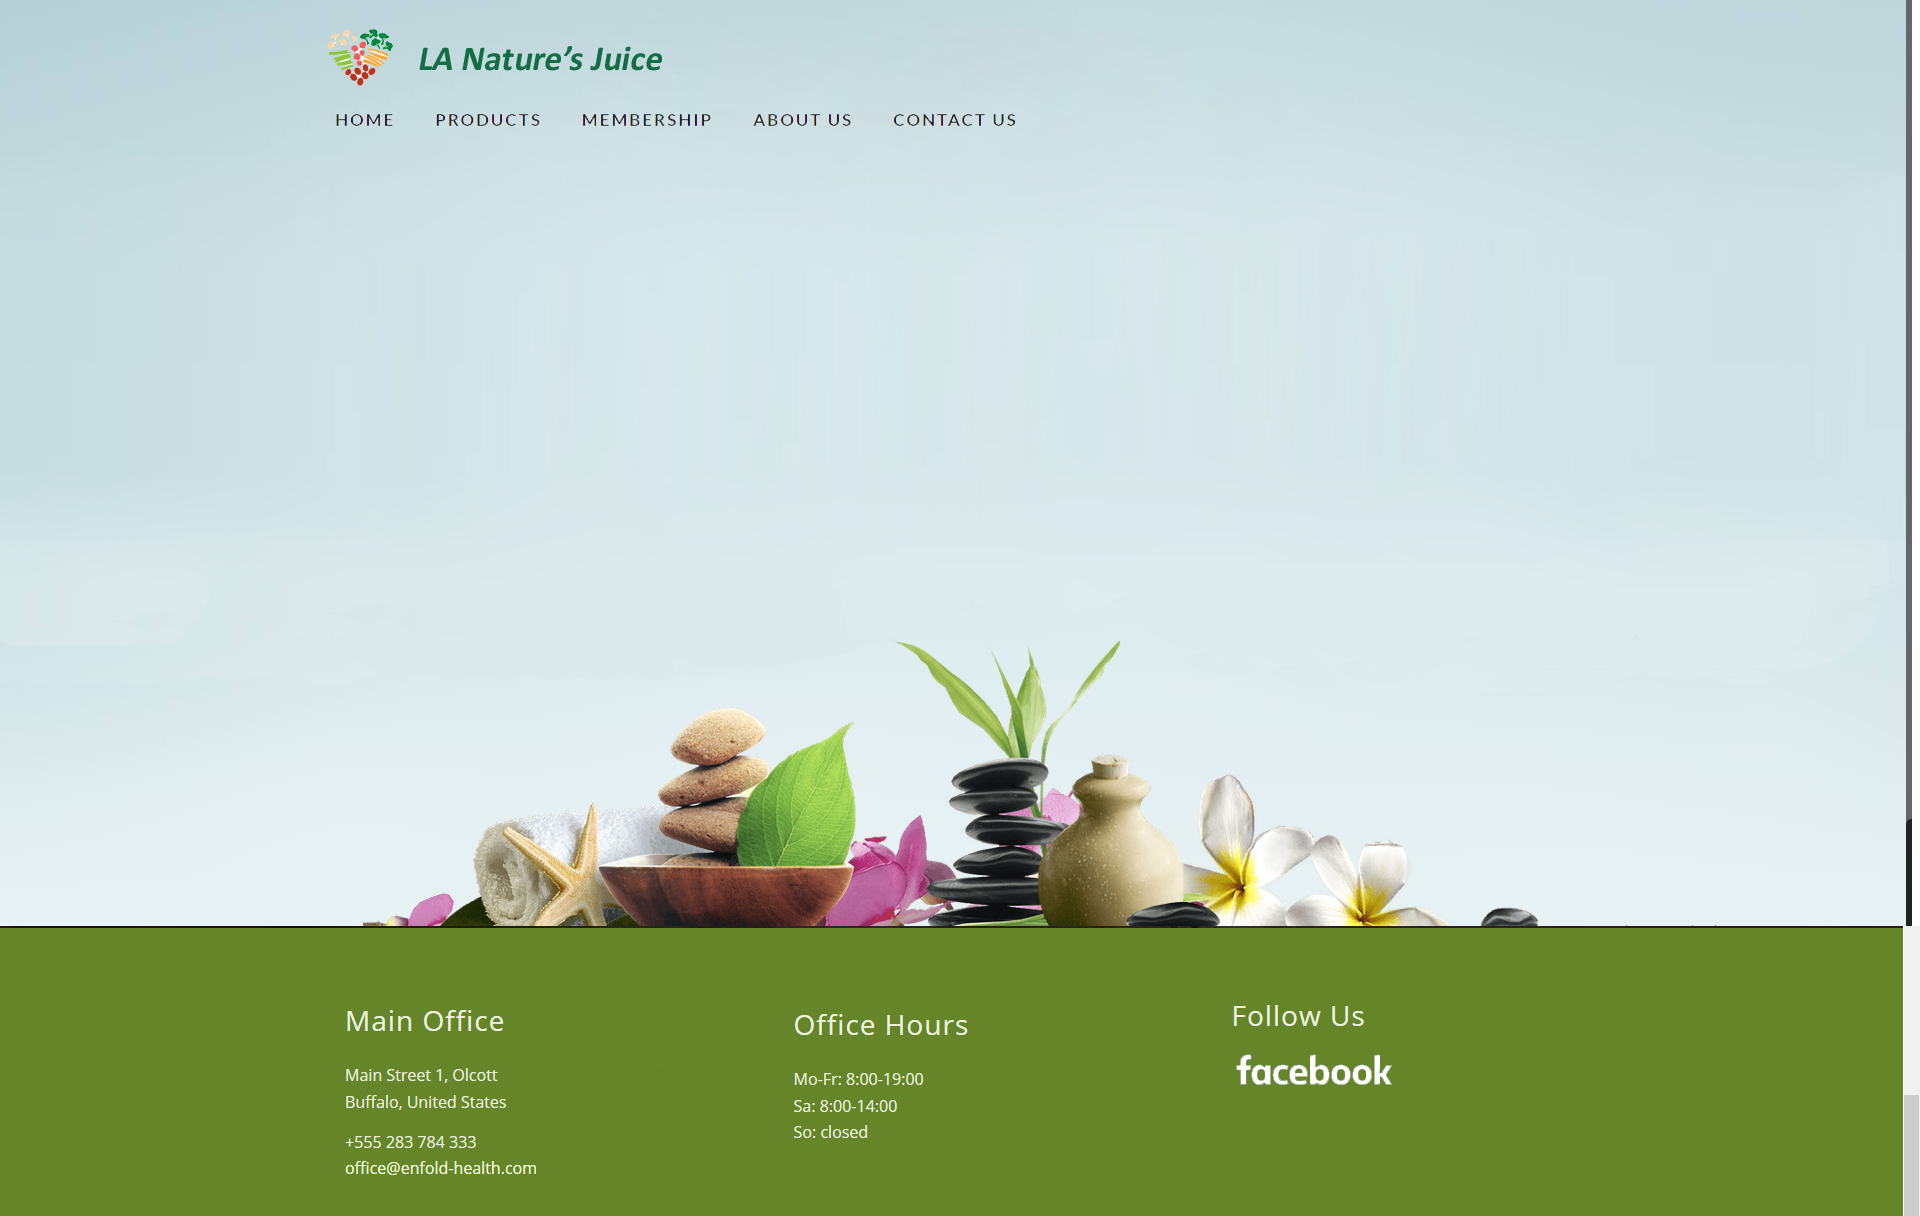 LA Nature's Juice
HOME PRODUCTS MEMBERSHIP ABOUT US CONTACT US
Main Office
Main Street 1, Olcott
Buffalo, United States
+555 283 784 333
office@enfold-health.com
Office Hours
Mo-Fr: 8:00-19:00
Sa: 8:00-14:00
So: closed
Follow Us
facebook